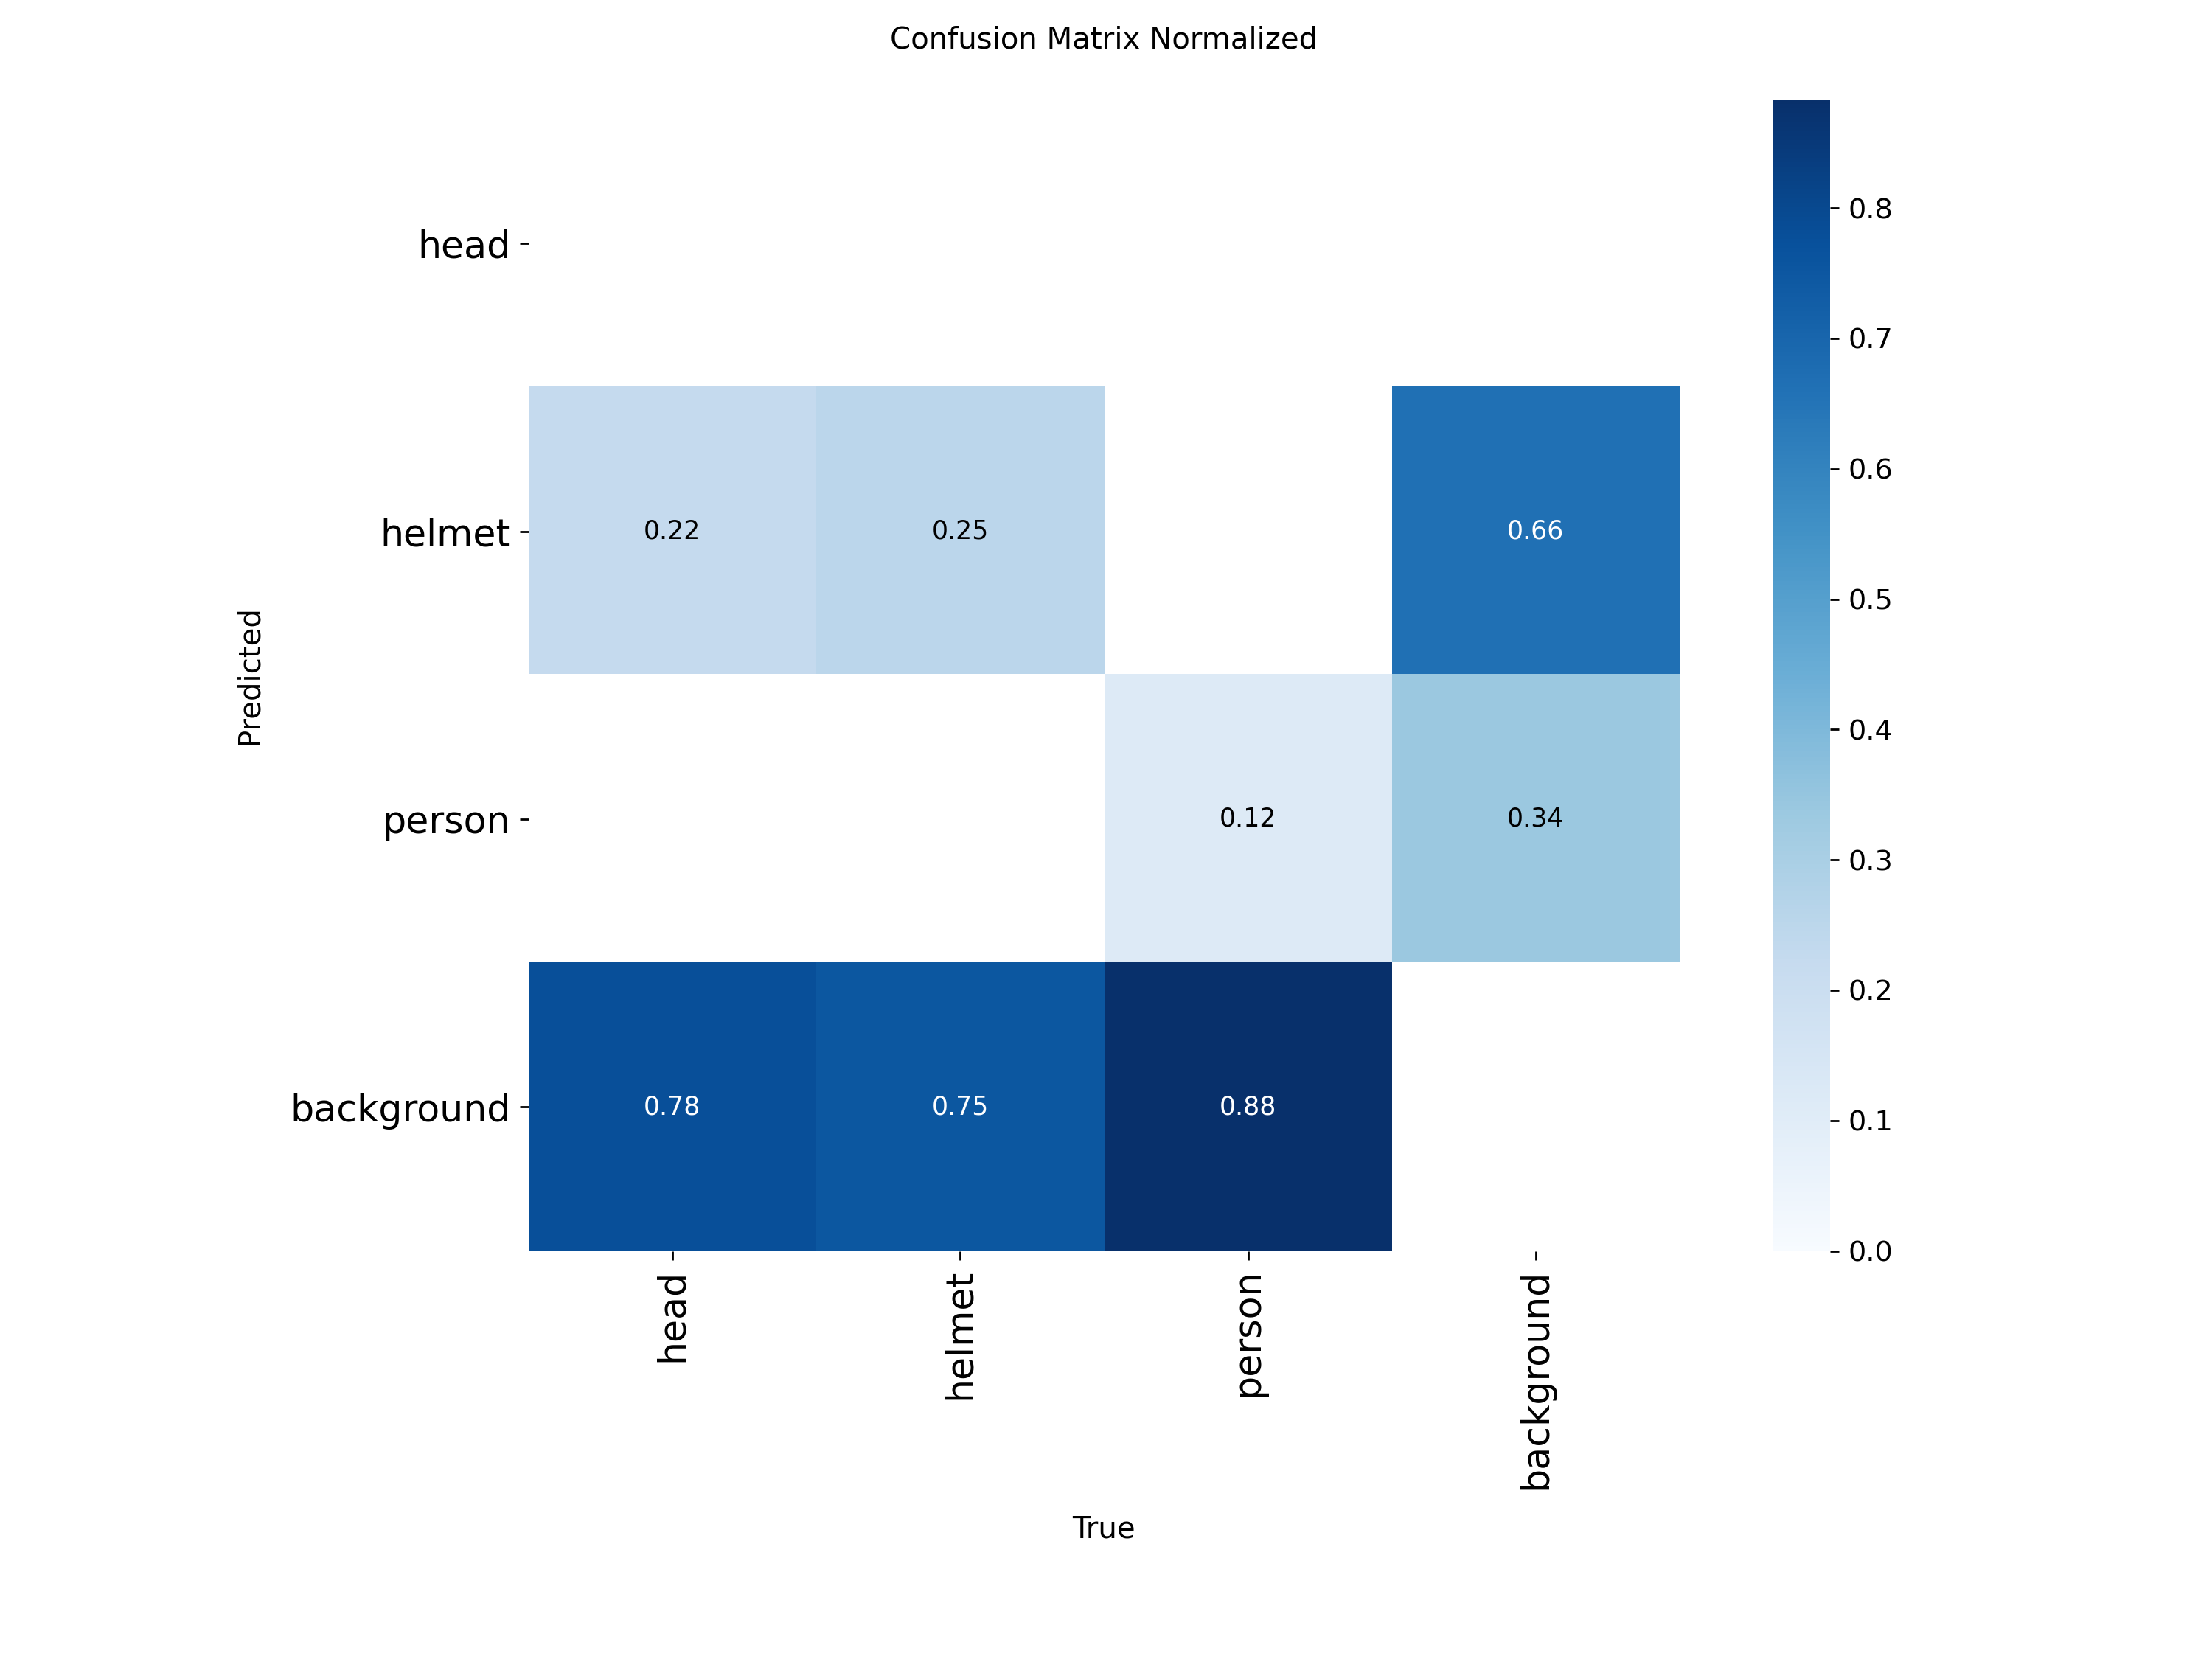 Confusion Matrix Normalized
head
helmet
person
background
Predicted
0.22
0.25
0.66
0.12
0.34
0.78
0.75
0.88
head
helmet
person
background
True
0.8
0.7
0.6
0.5
0.4
0.3
0.2
0.1
0.0